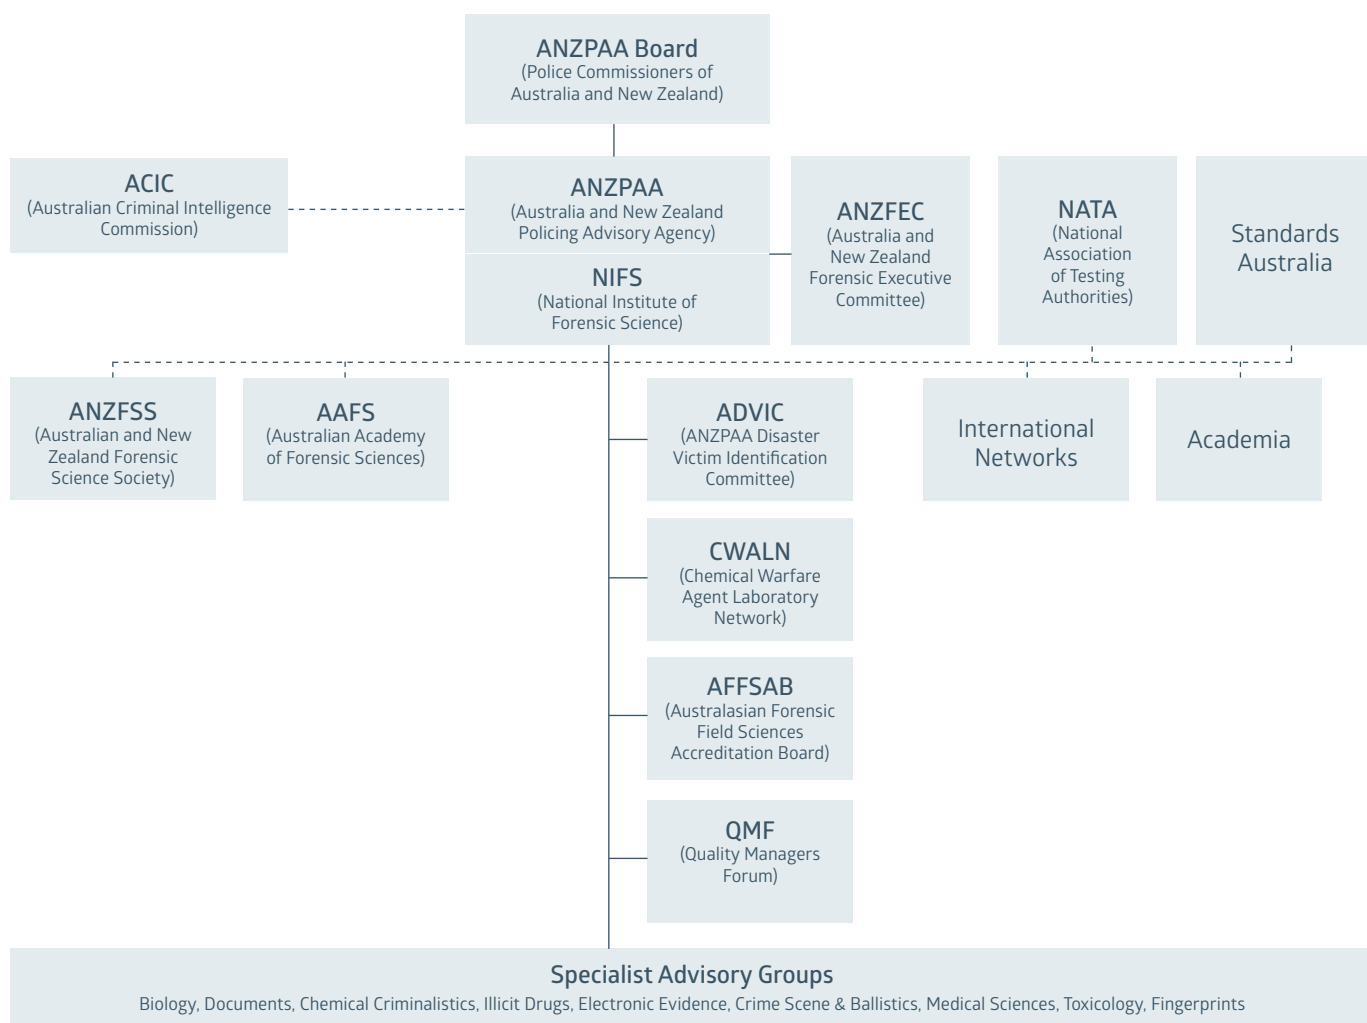 ANZPAA Board
(Police Commissioners of
Australia and New Zealand)
ACIC
(Australian Criminal Intelligence
Commission)
ANZPAA
(Australia and New Zealand
Policing Advisory Agency)
NIFS
(National Institute of
Forensic Science)
ANZFEC
(Australia and
New Zealand
Forensic Executive
Committee)
NATA
(National
Association
of Testing
Authorities)
Standards
Australia
ANZFSS
(Australian and New
Zealand Forensic
Science Society)
AAFS
(Australian Academy
of Forensic Sciences)
ADVIC
(ANZPAA Disaster
Victim Identification
Committee)
International
Networks
Academia
CWALN
(Chemical Warfare
Agent Laboratory
Network)
AFFSAB
(Australasian Forensic
Field Sciences
Accreditation Board)
QMF
(Quality Managers
Forum)
Specialist Advisory Groups
Biology, Documents, Chemical Criminalistics, Illicit Drugs, Electronic Evidence, Crime Scene & Ballistics, Medical Sciences, Toxicology, Fingerprints